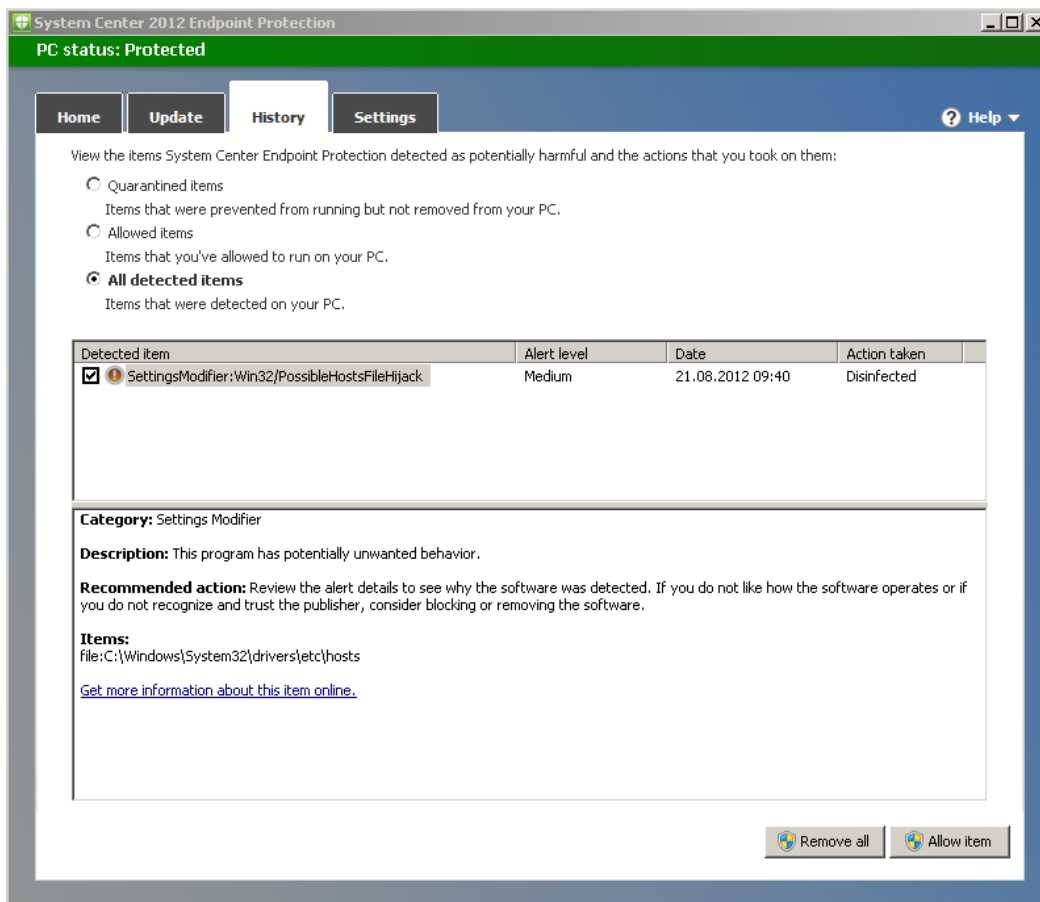 System Center 2012 Endpoint Protection
PC status: Protected
Home Update History Settings Help
View the items System Center Endpoint Protection detected as potentially harmful and the actions that you took on them:
Quarantined items
Items that were prevented from running but not removed from your PC.
Allowed items
Items that you've allowed to run on your PC.
All detected items
Items that were detected on your PC.
Detected item Alert level Date Action taken
SettingsModifier:Win32/PossibleHostsFileHijack Medium 21.08.2012 09:40 Disinfected
Category: Settings Modifier
Description: This program has potentially unwanted behavior.
Recommended action: Review the alert details to see why the software was detected. If you do not like how the software operates or if
you do not recognize and trust the publisher, consider blocking or removing the software.
Items:
file:C:\Windows\System32\drivers\etc\hosts
Get more information about this item online.
Remove all Allow item